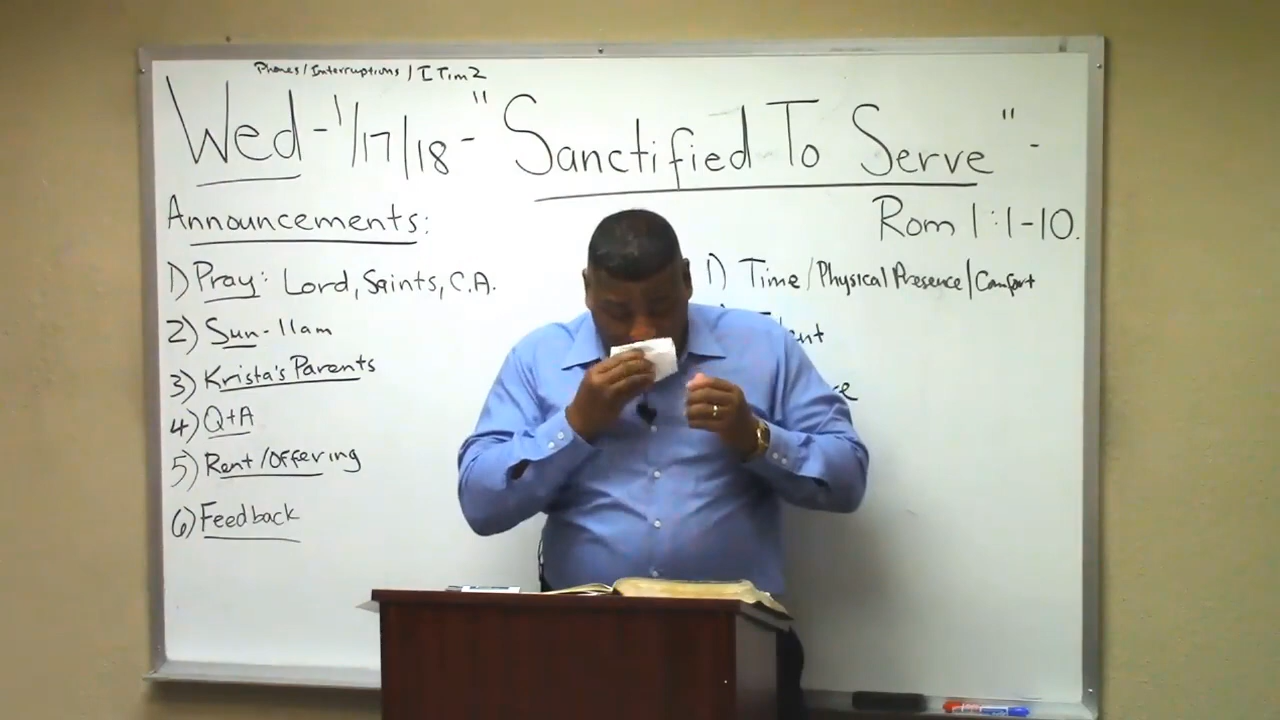 Phones/Interruptions/I Tim 2
Wed - 1/17/18 - "Sanctified To Serve" -
Rom 1:1-10.
Announcements:
1) Pray: Lord, Saints, C.A.
2) Sun - 11am
3) Krista's Parents
4) Q+A
5) Rent/Offering
6) Feedback
1) Time/Physical Presence/Comfort